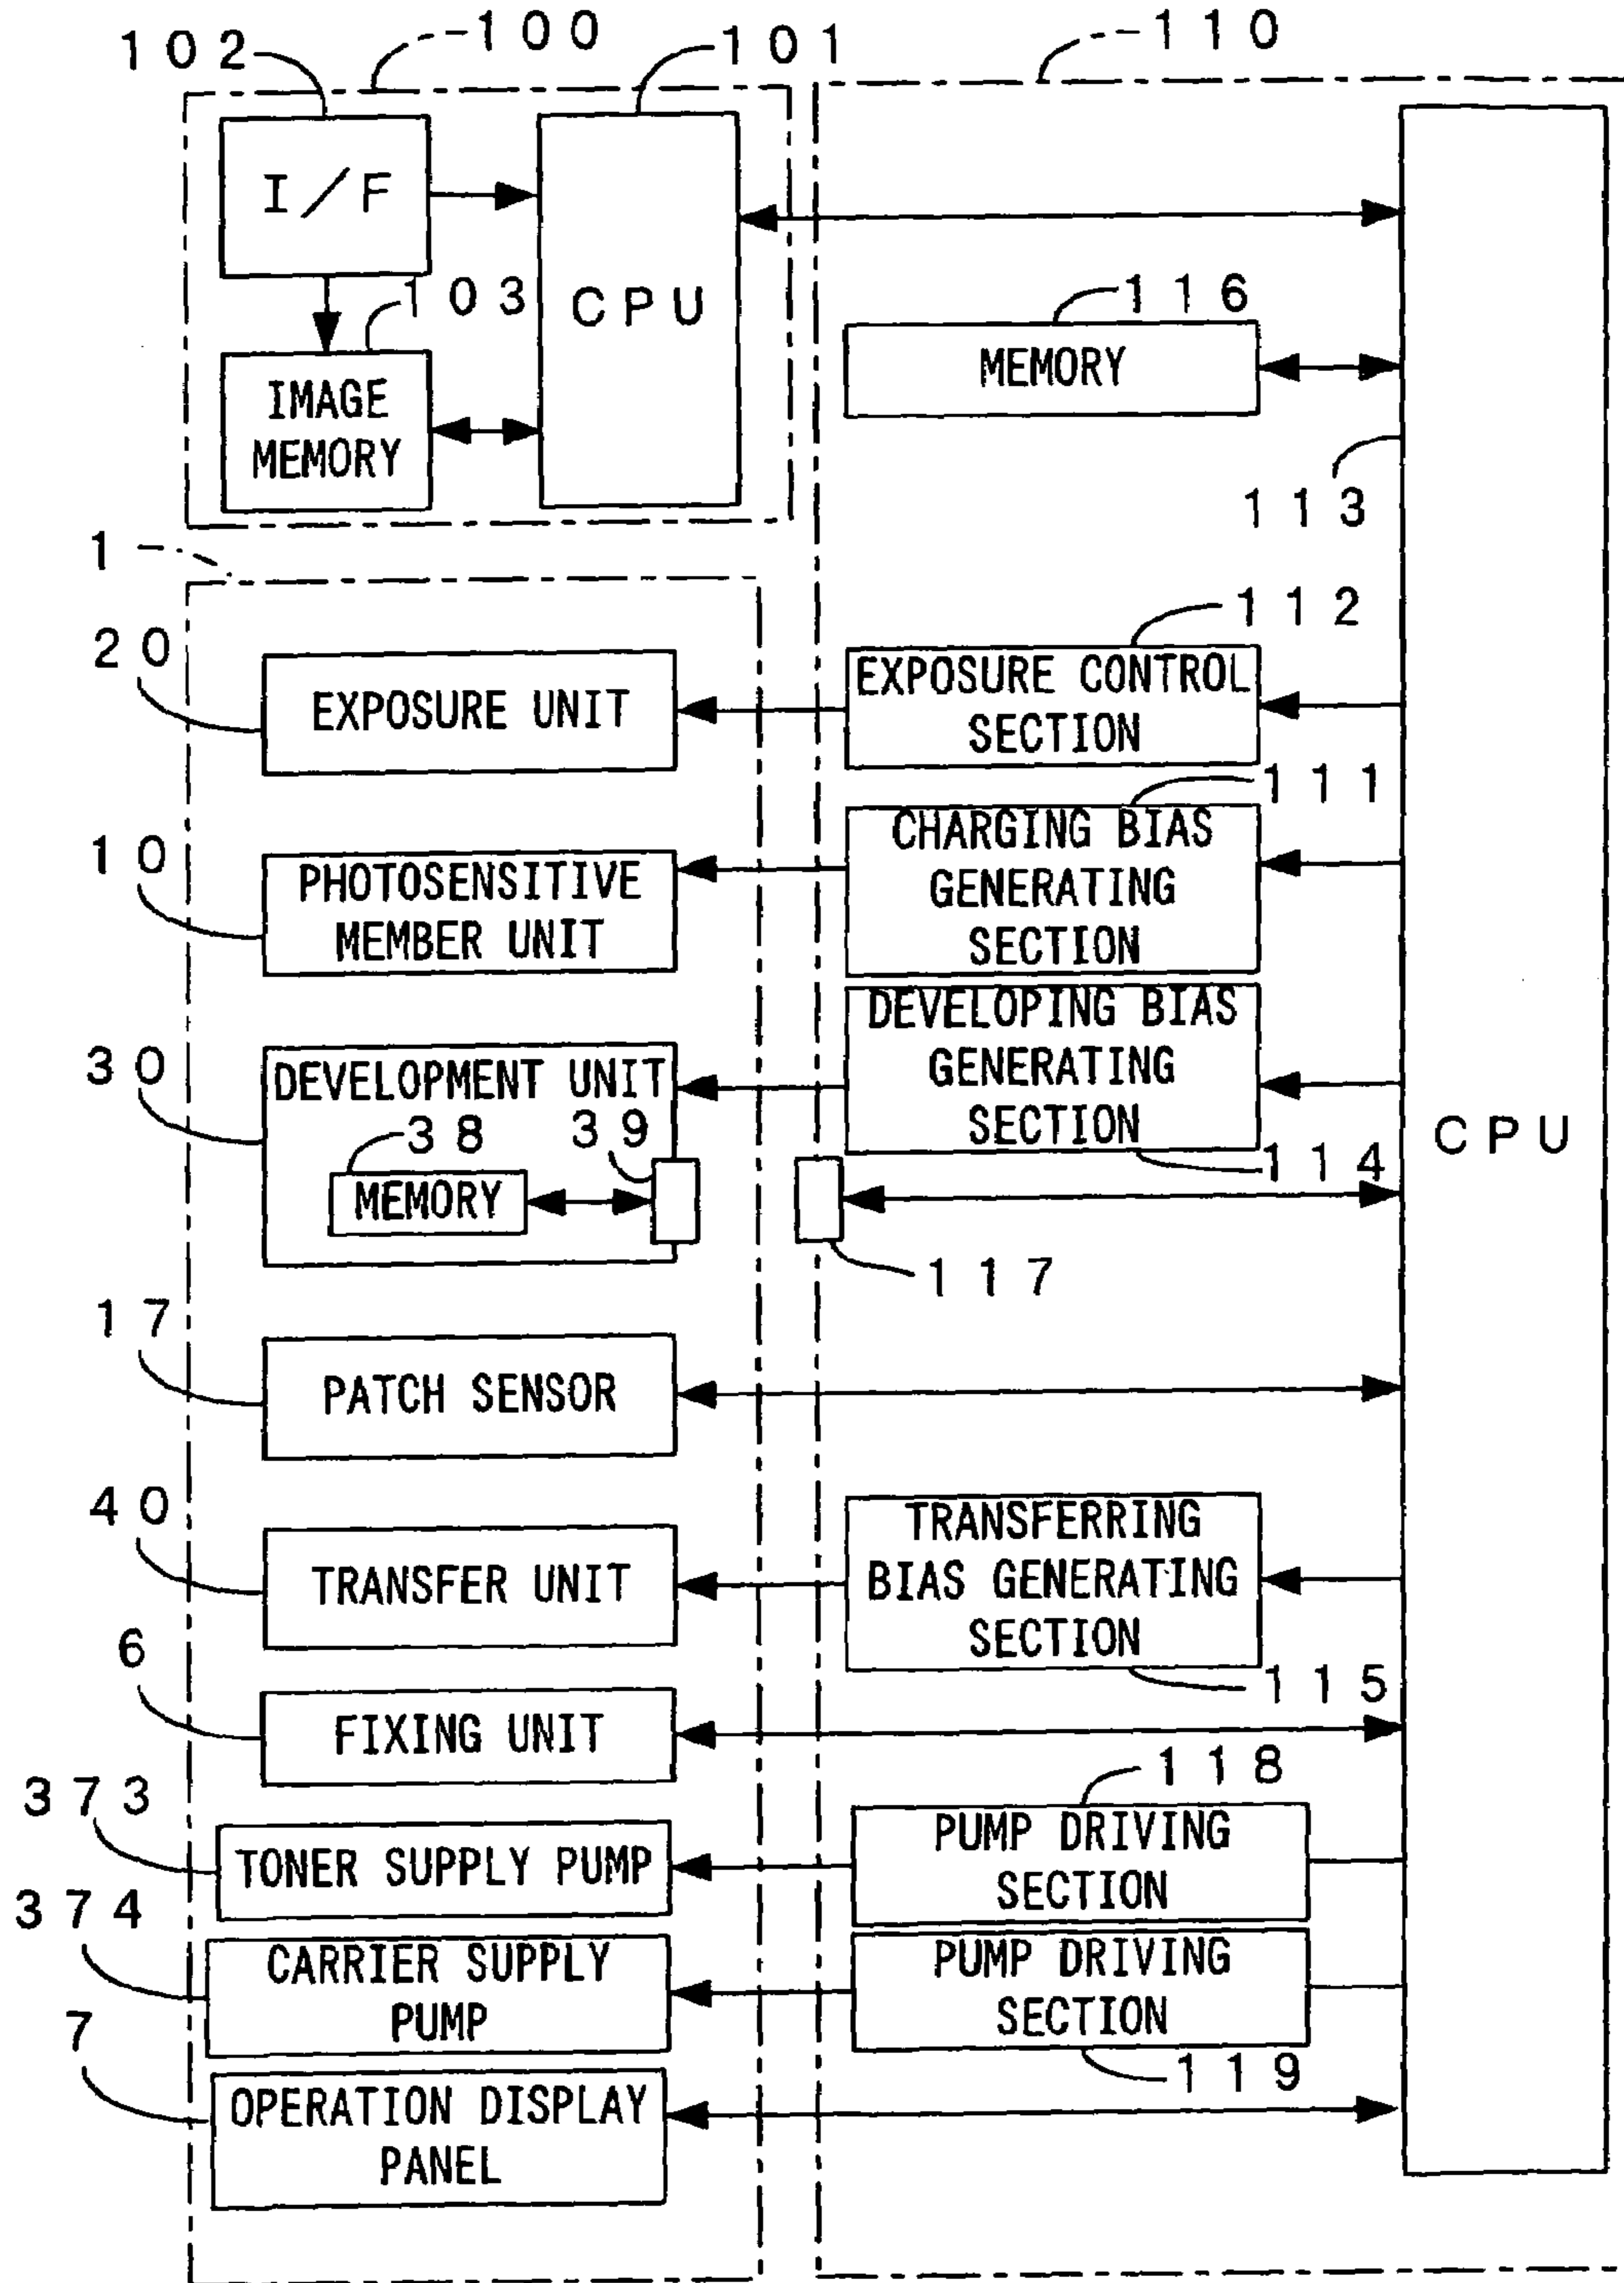 100
102
101
110
I/F
CPU
103
116
IMAGE
MEMORY
MEMORY
113
1
112
20
EXPOSURE UNIT
EXPOSURE CONTROL
SECTION
111
10
PHOTOSENSITIVE
MEMBER UNIT
CHARGING BIAS
GENERATING
SECTION
30
DEVELOPMENT UNIT
DEVELOPING BIAS
GENERATING
SECTION
CPU
38
39
114
MEMORY
117
17
PATCH SENSOR
40
TRANSFER UNIT
TRANSFERRING
BIAS GENERATING
SECTION
6
115
FIXING UNIT
118
373
TONER SUPPLY PUMP
PUMP DRIVING
SECTION
374
CARRIER SUPPLY
PUMP
PUMP DRIVING
SECTION
7
119
OPERATION DISPLAY
PANEL